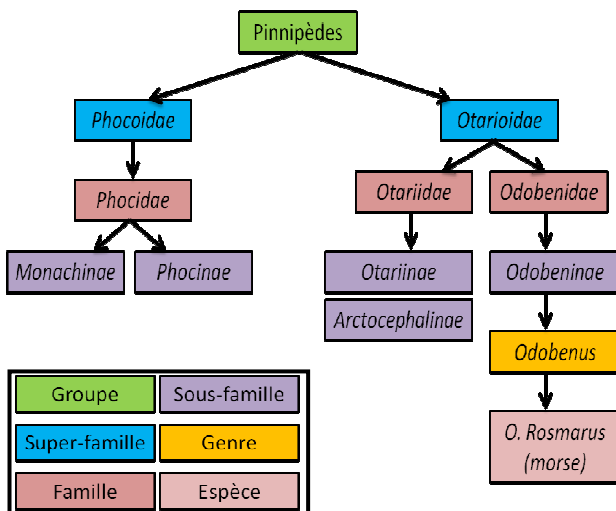 Pinnipèdes
Phocoidae
Otarioidae
Phocidae
Otariidae
Odobenidae
Monachinae
Phocinae
Otariinae
Odobeninae
Arctocephalinae
Odobenus
O. Rosmarus
(morse)
Groupe
Sous-famille
Super-famille
Genre
Famille
Espèce